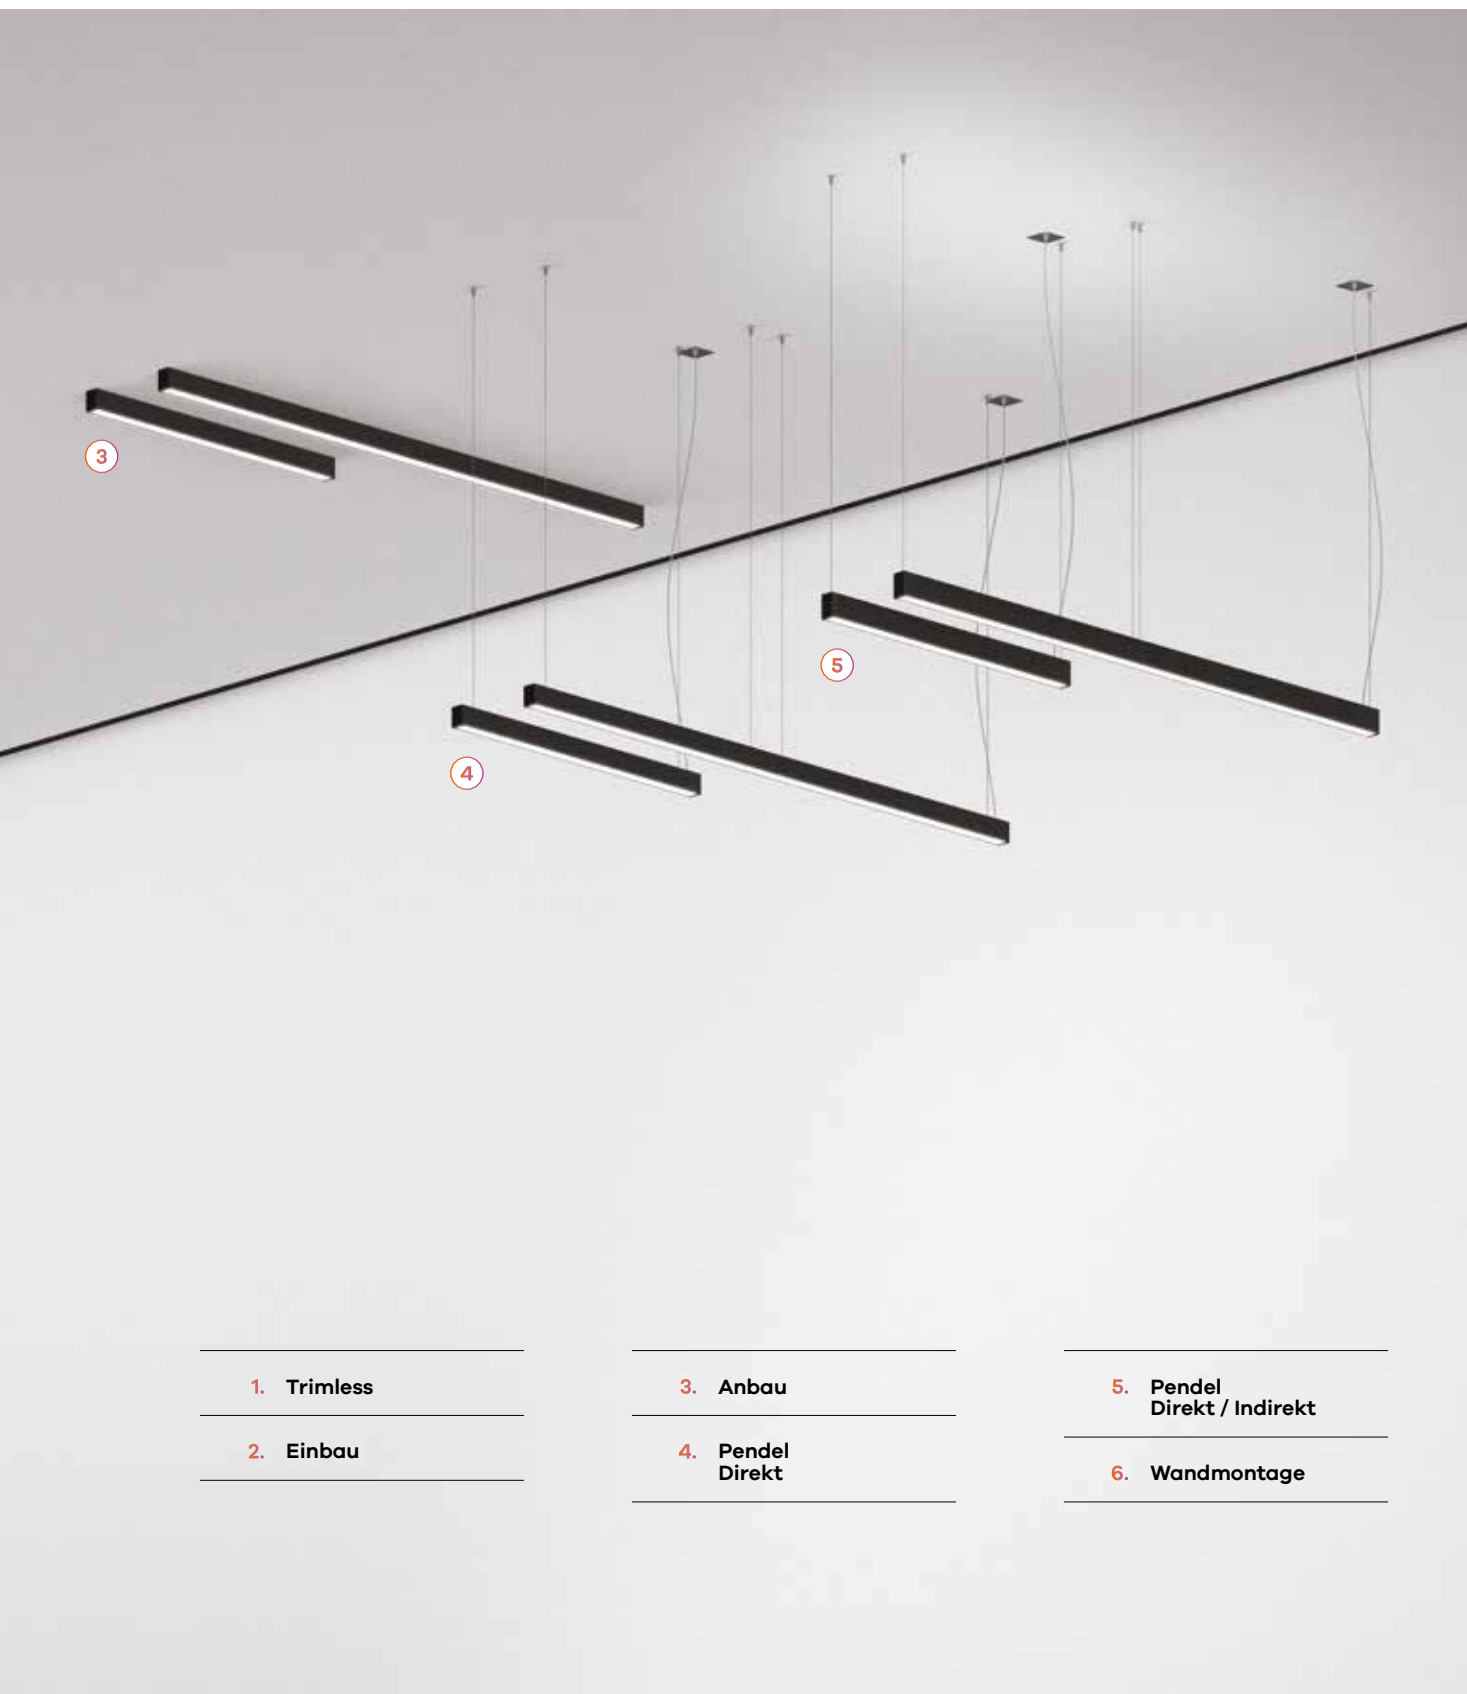 3
5
4
1. Trimless
2. Einbau
3. Anbau
4. Pendel
Direkt
5. Pendel
Direkt / Indirekt
6. Wandmontage